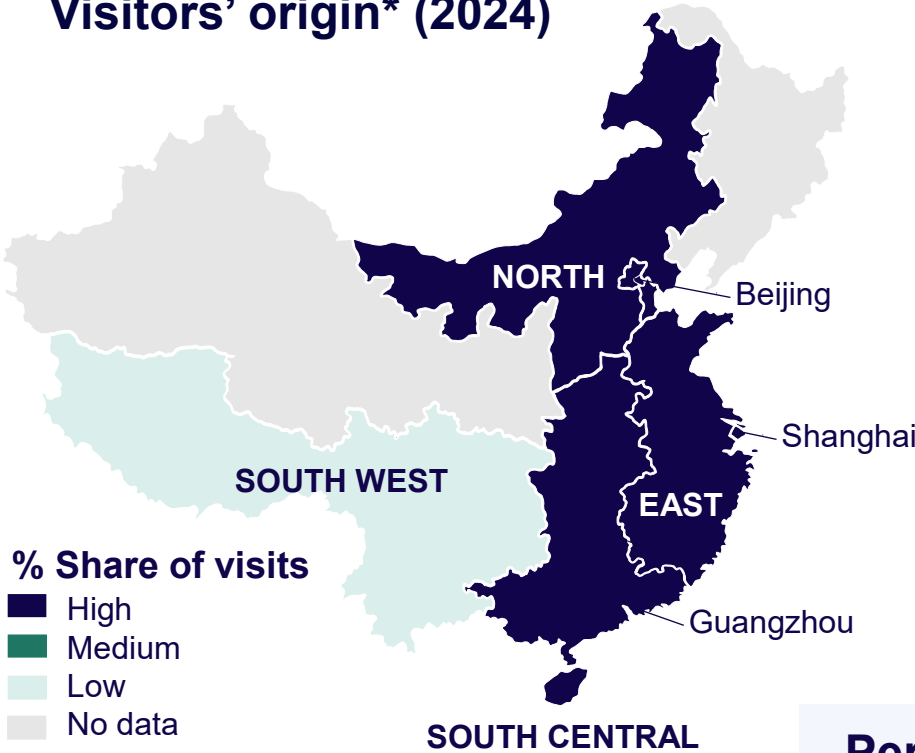 Visitors’ origin* (2024)
NORTH
Beijing
Shanghai
SOUTH WEST
EAST
% Share of visits
High
Medium
Low
No data
Guangzhou
SOUTH CENTRAL